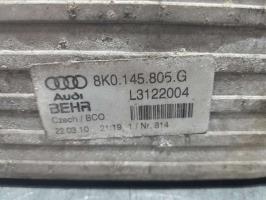 8K0.145.805.G
Audi
L3122004
BEHR
Czech / BCO
22.03.10 21:19 1 / Nr. 814